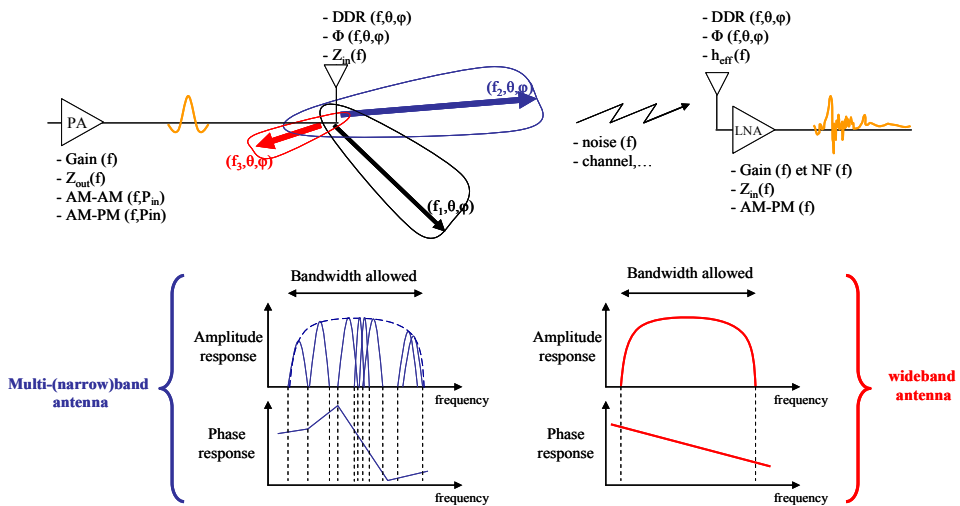 - DDR (f,θ,φ)
- Φ (f,θ,φ)
- Zin(f)
PA
- Gain (f)
- Zout(f)
- AM-AM (f,Pin)
- AM-PM (f,Pin)
(f2,θ,φ)
(f3,θ,φ)
(f1,θ,φ)
- noise (f)
- channel,...
- DDR (f,θ,φ)
- Φ (f,θ,φ)
- heff(f)
LNA
- Gain (f) et NF (f)
- Zin(f)
- AM-PM (f)
Multi-(narrow)band
antenna
Bandwidth allowed
Amplitude
response
frequency
Phase
response
frequency
Bandwidth allowed
Amplitude
response
frequency
Phase
response
frequency
wideband
antenna